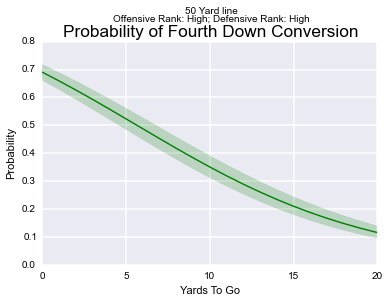 50 Yard line
Offensive Rank: High; Defensive Rank: High
Probability of Fourth Down Conversion
0.8
0.7
0.6
0.5
0.4
0.3
0.2
0.1
0.0
Probability
0 5 10 15 20
Yards To Go